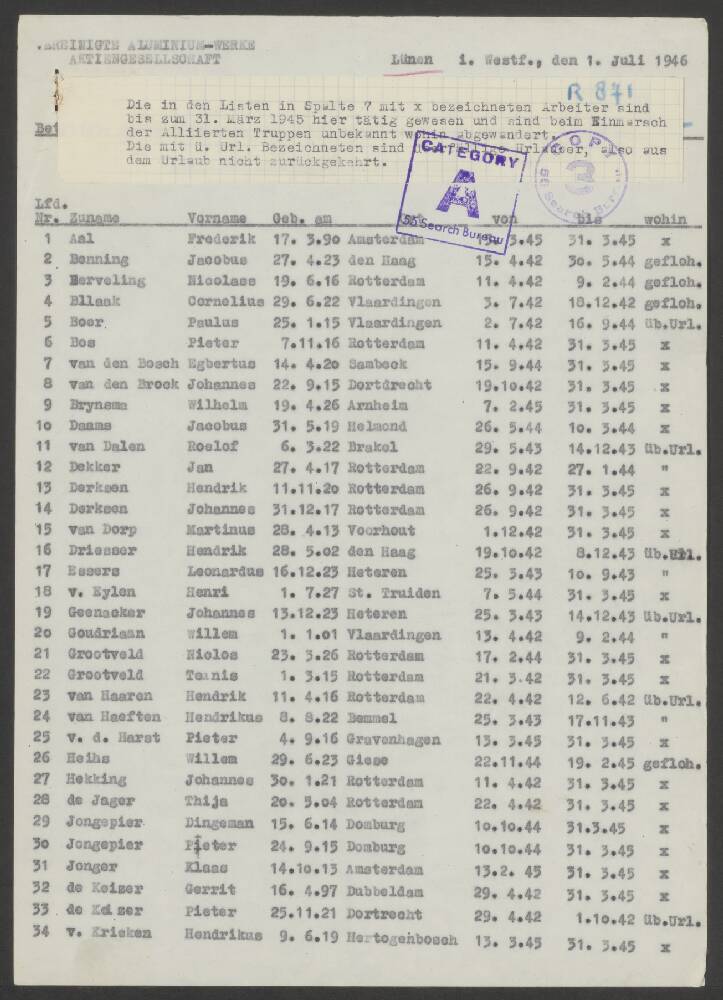 VEREINIGTE ALUMINIUM-WERKE
AKTIENGESELLSCHAFT
Lünen i. Westf., den 1. Juli 1946
R 871
Die in den Listen in Spalte 7 mit x bezeichneten Arbeiter sind
bis zum 31. März 1945 hier tätig gewesen und sind beim Einmarsch
der Alliierten Truppen unbekannt wohin abgewandert.
Die mit ü. Url. Bezeichneten sind überfällige Urlauber, also aus
dem Urlaub nicht zurückgekehrt.
Bei
CATEGORY
A
55 Search Bureau
COPY
3
55 Search Bureau
Lfd.
Nr. Zuname Vorname Geb. am von bis wohin
1 Aal Frederik 17. 3.90 Amsterdam 13. 3.45 31. 3.45 x
2 Benning Jacobus 27. 4.23 den Haag 15. 4.42 30. 5.44 gefloh.
3 Berveling Nicolaas 19. 6.16 Rotterdam 11. 4.42 9. 2.44 gefloh.
4 Bllaak Cornelius 29. 6.22 Vlaardingen 3. 7.42 18.12.42 gefloh.
5 Boer Paulus 25. 1.15 Vlaardingen 2. 7.42 16. 9.44 üb.Url.
6 Bos Pieter 7.11.16 Rotterdam 11. 4.42 31. 3.45 x
7 van den Bosch Egbertus 14. 4.20 Sambeck 15. 9.44 31. 3.45 x
8 van den Broek Johannes 22. 9.15 Dortdrecht 19.10.42 31. 3.45 x
9 Brynsma Wilhelm 19. 4.26 Arnheim 7. 2.45 31. 3.45 x
10 Daams Jacobus 31. 5.19 Helmond 26. 5.44 10. 3.44 x
11 van Dalen Roelof 6. 3.22 Brakel 29. 5.43 14.12.43 üb.Url.
12 Dekker Jan 27. 4.17 Rotterdam 22. 9.42 27. 1.44 "
13 Derksen Hendrik 11.11.20 Rotterdam 26. 9.42 31. 3.45 x
14 Derksen Johannes 31.12.17 Rotterdam 26. 9.42 31. 3.45 x
15 van Dorp Martinus 28. 4.13 Voorhout 1.12.42 31. 3.45 x
16 Driesser Hendrik 28. 5.02 den Haag 19.10.42 8.12.43 üb.Url.
17 Essers Leonardus 16.12.23 Heteren 25. 3.43 10. 9.43 "
18 v. Eylen Henri 1. 7.27 St. Truiden 7. 5.44 31. 3.45 x
19 Geenacker Johannes 13.12.23 Heteren 25. 3.43 14.12.43 üb.Url.
20 Goudriaan Willem 1. 1.01 Vlaardingen 13. 4.42 9. 2.44 "
21 Grootveld Niclos 23. 3.26 Rotterdam 17. 2.44 31. 3.45 x
22 Grootveld Teunis 1. 3.15 Rotterdam 21. 3.42 31. 3.45 x
23 van Haaren Hendrik 11. 4.16 Rotterdam 22. 4.42 12. 6.42 üb.Url.
24 van Haeften Hendrikus 8. 8.22 Bemmel 25. 3.43 17.11.43 "
25 v. d. Harst Pieter 4. 9.16 Gravenhagen 13. 3.45 31. 3.45 x
26 Heihs Willem 29. 6.23 Giese 22.11.44 19. 2.45 gefloh.
27 Hekking Johannes 30. 1.21 Rotterdam 11. 4.42 31. 3.45 x
28 de Jager Thijs 20. 5.04 Rotterdam 22. 4.42 31. 3.45 x
29 Jongepier Dingeman 15. 6.14 Domburg 10.10.44 31.3.45 x
30 Jongepier Pieter 24. 9.15 Domburg 10.10.44 31. 3.45 x
31 Jonger Klaas 14.10.13 Amsterdam 13.2. 45 31. 3.45 x
32 de Keizer Gerrit 16. 4.97 Dubbeldam 29. 4.42 31. 3.45 x
33 de Keizer Pieter 25.11.21 Dortrecht 29. 4.42 1.10.42 üb.Url.
34 v. Krieken Hendrikus 9. 6.19 Hertogenbosch 13. 3.45 31. 3.45 x